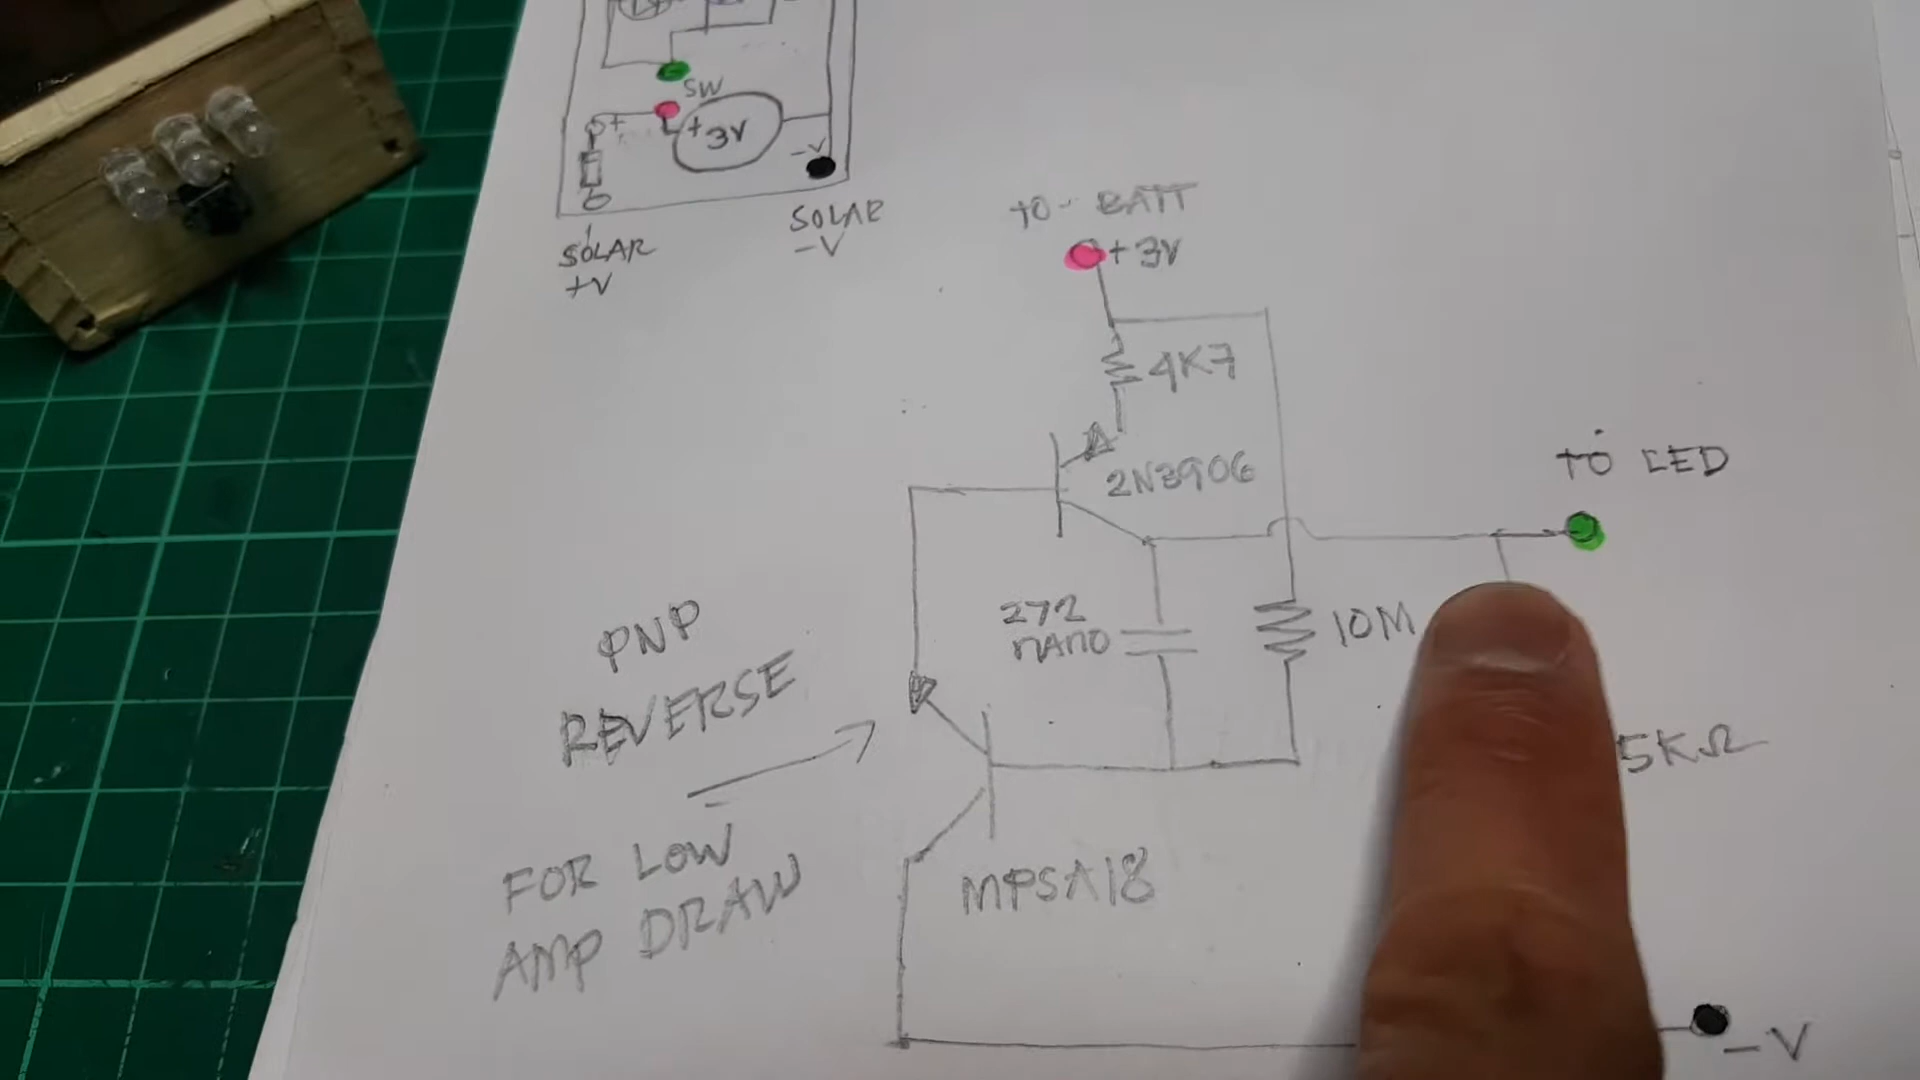 SW
+
+3V
-V
SOLAR
+V
SOLAR
-V
TO - BATT
+3V
4K7
2N3906
TO LED
272
nANO
10M
PNP
REVERSE
FOR LOW
AMP DRAW
MPSA18
5KΩ
-V